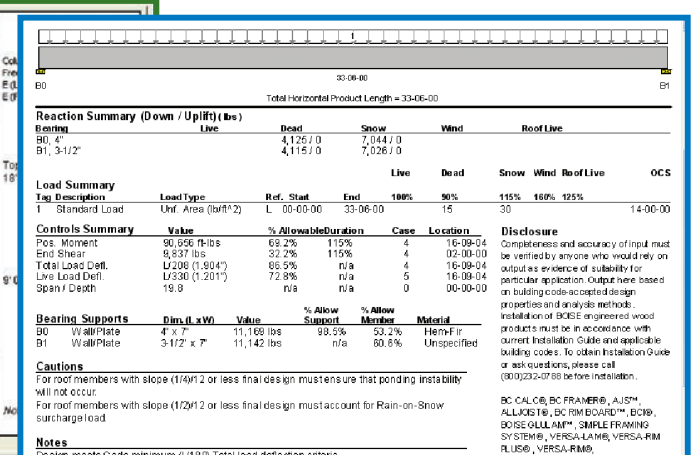 1
33-06-00
B0 B1
Total Horizontal Product Length = 33-06-00
Reaction Summary (Down / Uplift) ( lbs )
Bearing Live Dead Snow Wind Roof Live
B0, 4" 4,125 / 0 7,044 / 0
B1, 3-1/2" 4,115 / 0 7,026 / 0
Live Dead Snow Wind Roof Live OCS
Load Summary
Tag Description Load Type Ref. Start End 100% 90% 115% 160% 125%
1 Standard Load Unf. Area (lb/ft^2) L 00-00-00 33-06-00 15 30 14-00-00
Controls Summary Value % Allowable Duration Case Location
Pos. Moment 90,656 ft-lbs 69.2% 115% 4 16-09-04
End Shear 9,837 lbs 32.2% 115% 4 02-00-00
Total Load Defl. L/208 (1.904") 86.5% n/a 4 16-09-04
Live Load Defl. L/330 (1.201") 72.8% n/a 5 16-09-04
Span / Depth 19.8 n/a n/a 0 00-00-00
% Allow % Allow
Bearing Supports Dim. (L x W) Value Support Member Material
B0 Wall/Plate 4" x 7" 11,169 lbs 98.5% 53.2% Hem-Fir
B1 Wall/Plate 3-1/2" x 7" 11,142 lbs n/a 60.6% Unspecified
Cautions
For roof members with slope (1/4)/12 or less final design must ensure that ponding instability
will not occur.
For roof members with slope (1/2)/12 or less final design must account for Rain-on-Snow
surcharge load.
Notes
Design meets Code minimum (L/180) Total load deflection criteria.
Disclosure
Completeness and accuracy of input must
be verified by anyone who would rely on
output as evidence of suitability for
particular application. Output here based
on building code-accepted design
properties and analysis methods.
Installation of BOISE engineered wood
products must be in accordance with
current Installation Guide and applicable
building codes. To obtain Installation Guide
or ask questions, please call
(800)232-0788 before installation.
BC CALC®, BC FRAMER®, AJS™,
ALLJOIST®, BC RIM BOARD™, BCI®,
BOISE GLULAM™, SIMPLE FRAMING
SYSTEM®, VERSA-LAM®, VERSA-RIM
PLUS®, VERSA-RIM®,